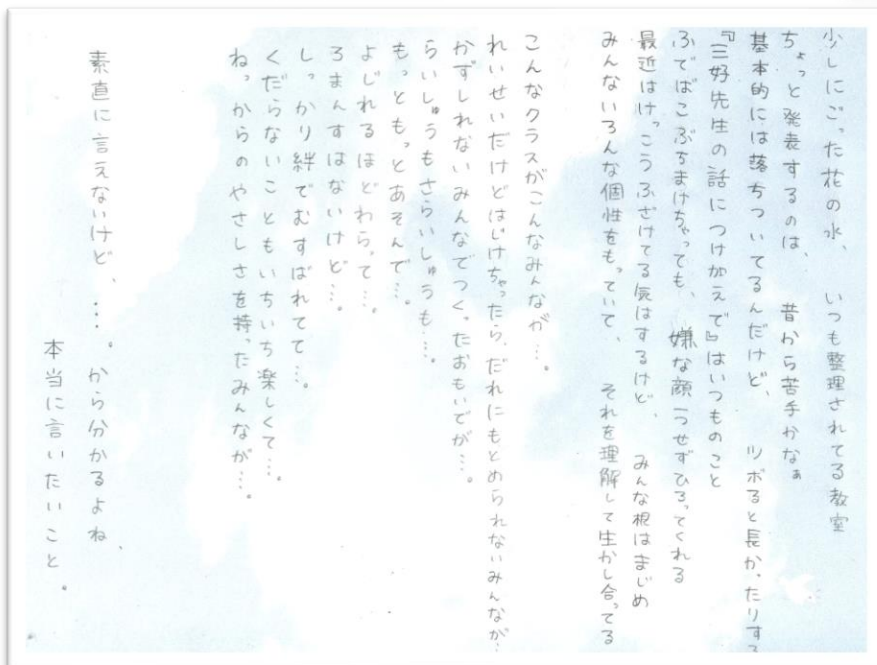 少しにごった花の水、 いつも整理されてる教室
ちょっと発表するのは、 昔から苦手かなぁ
基本的には落ちついてるんだけど、 ツボると長かったりする
『三好先生の話につけかえで』はいつものこと
ふでばこぶちまけちゃっても、嫌な顔一つせずひろってくれる
最近はけっこうふざけてる気はするけど、 みんな根はまじめ
みんないろんな個性をもっていて、 それを理解して生かし合ってる
こんなクラスがこんなみんなが…。
れいせいだけどはじけちゃったら、だれにもとめられないみんなが…
かずしれないみんなでつくったおもいでが…。
らいしゅうもさらいしゅうも…。
もっともっとあそんで…。
よじれるほどわらって…。
ろまんすはないけど…。
しっかり絆でむすばれてて…。
くだらないこともいちいち楽しくて…。
ねっからのやさしさを持ったみんなが…。
素直に言えないけど、…。から分かるよね、
本当に言いたいこと。